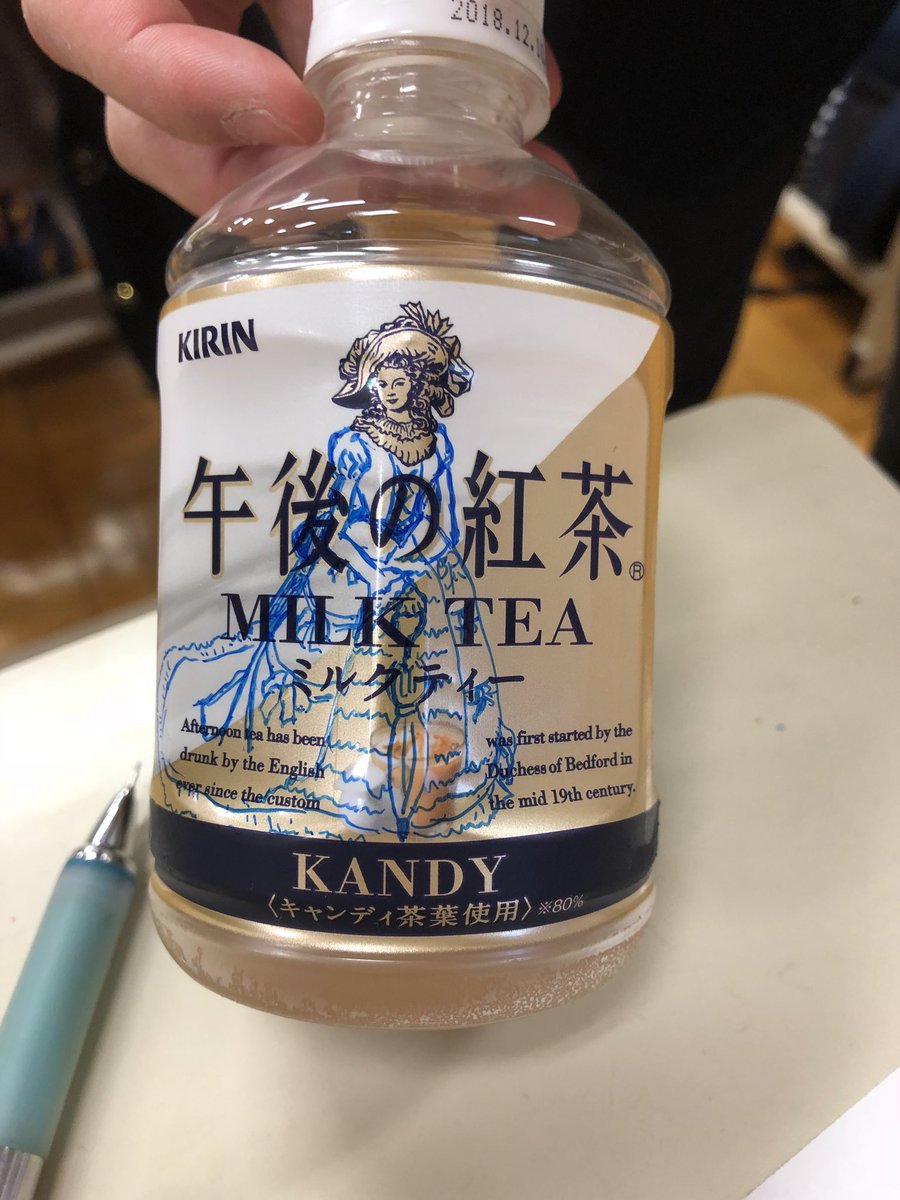 2018.12.
KIRIN
午後の紅茶®
MILK TEA
ミルクティー
Afternoon tea has been
drunk by the English
ever since the custom
was first started by the
Duchess of Bedford in
the mid 19th century.
KANDY
〈キャンディ茶葉使用〉※80%